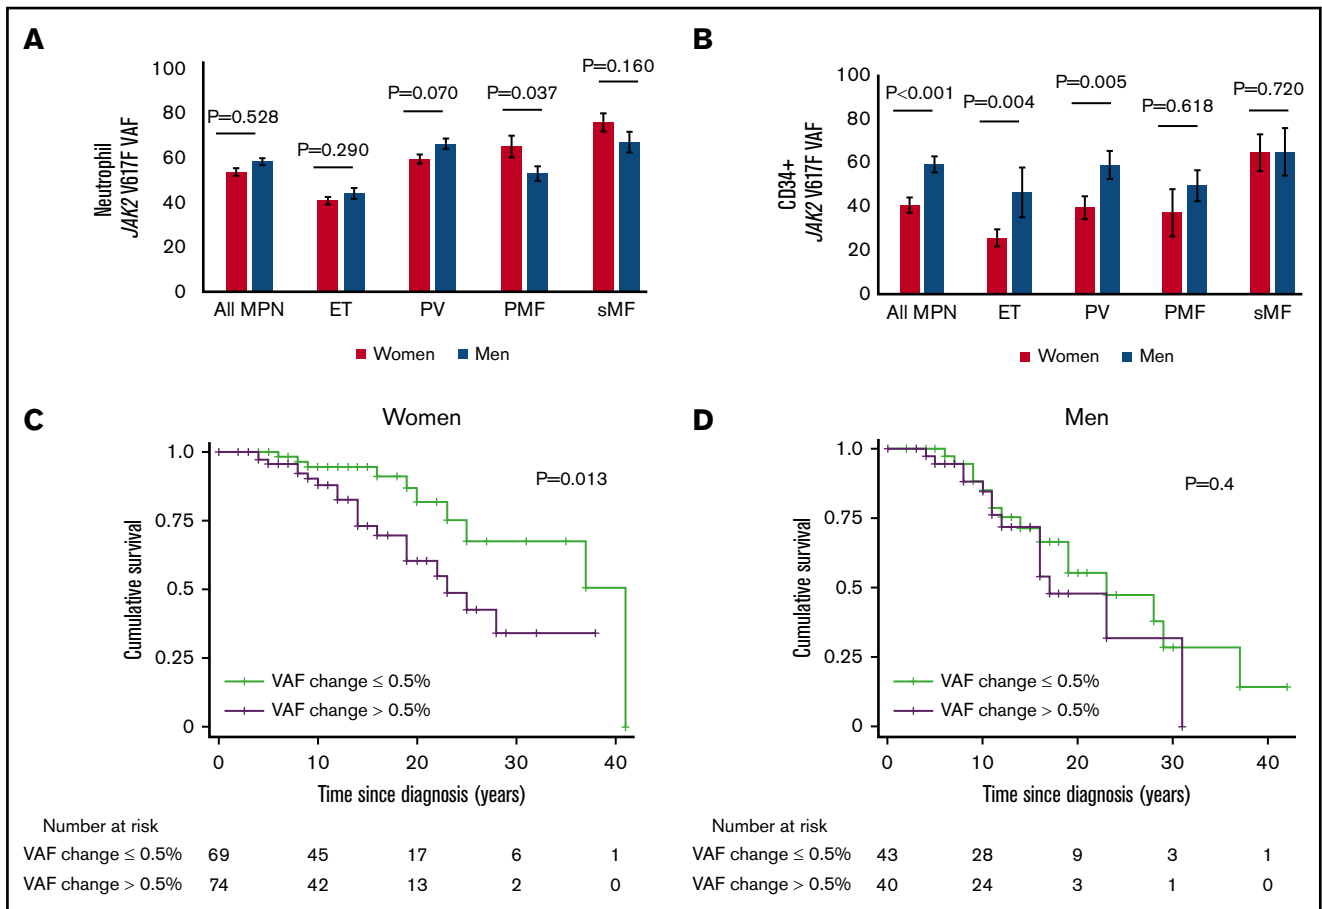 A
Neutrophil
JAK2 V617F VAF
100
80
60
40
20
0
P=0.528
P=0.290
P=0.070
P=0.037
P=0.160
All MPN ET PV PMF sMF
Women Men
B
CD34+
JAK2 V617F VAF
100
80
60
40
20
0
P<0.001
P=0.004
P=0.005
P=0.618
P=0.720
All MPN ET PV PMF sMF
Women Men
C
Women
Cumulative survival
1.0
0.75
0.5
0.25
0
P=0.013
VAF change ≤ 0.5%
VAF change > 0.5%
0 10 20 30 40
Time since diagnosis (years)
Number at risk
VAF change ≤ 0.5% 69 45 17 6 1
VAF change > 0.5% 74 42 13 2 0
D
Men
Cumulative survival
1.0
0.75
0.5
0.25
0
P=0.4
VAF change ≤ 0.5%
VAF change > 0.5%
0 10 20 30 40
Time since diagnosis (years)
Number at risk
VAF change ≤ 0.5% 43 28 9 3 1
VAF change > 0.5% 40 24 3 1 0